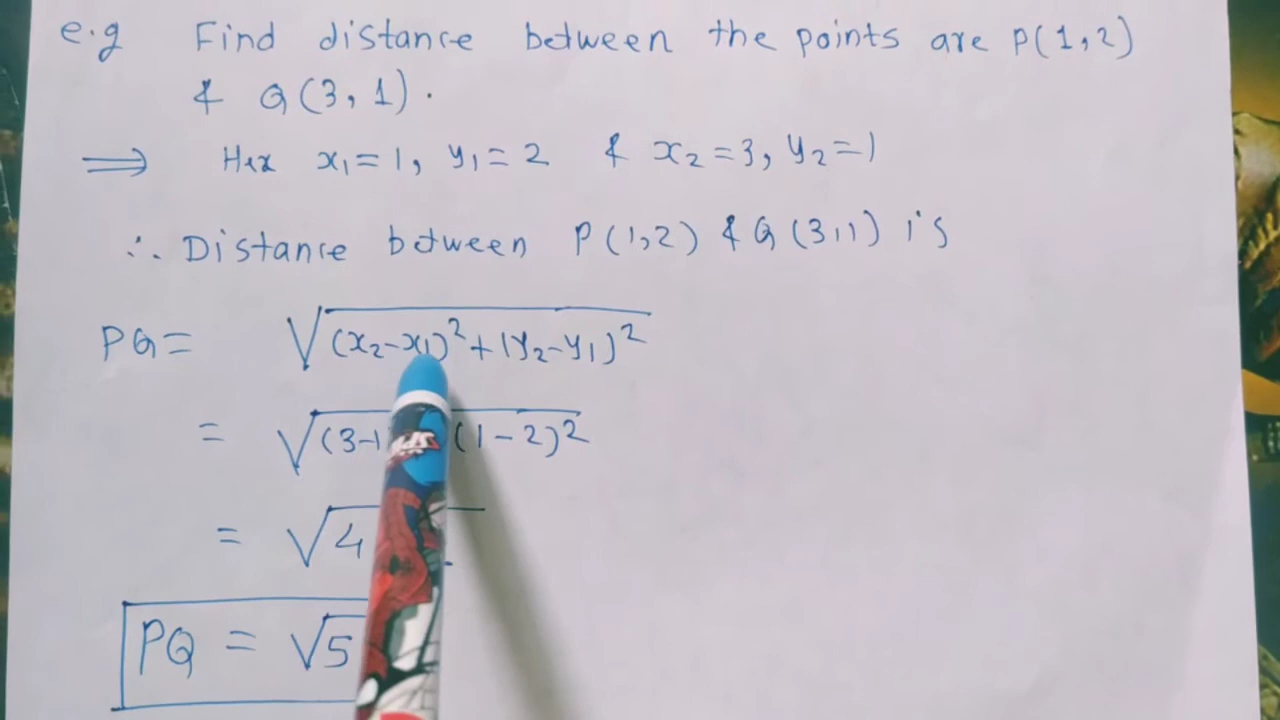 e.g Find distance between the points are P(1,2)
& Q(3,1).
⟹ Her x₁=1, y₁=2 & x₂=3, y₂=1
∴ Distance between P(1,2) & Q(3,1) is
PQ = √(x₂-x₁)²+(y₂-y₁)²
= √(3-1 (1-2)²
= √4
PQ = √5